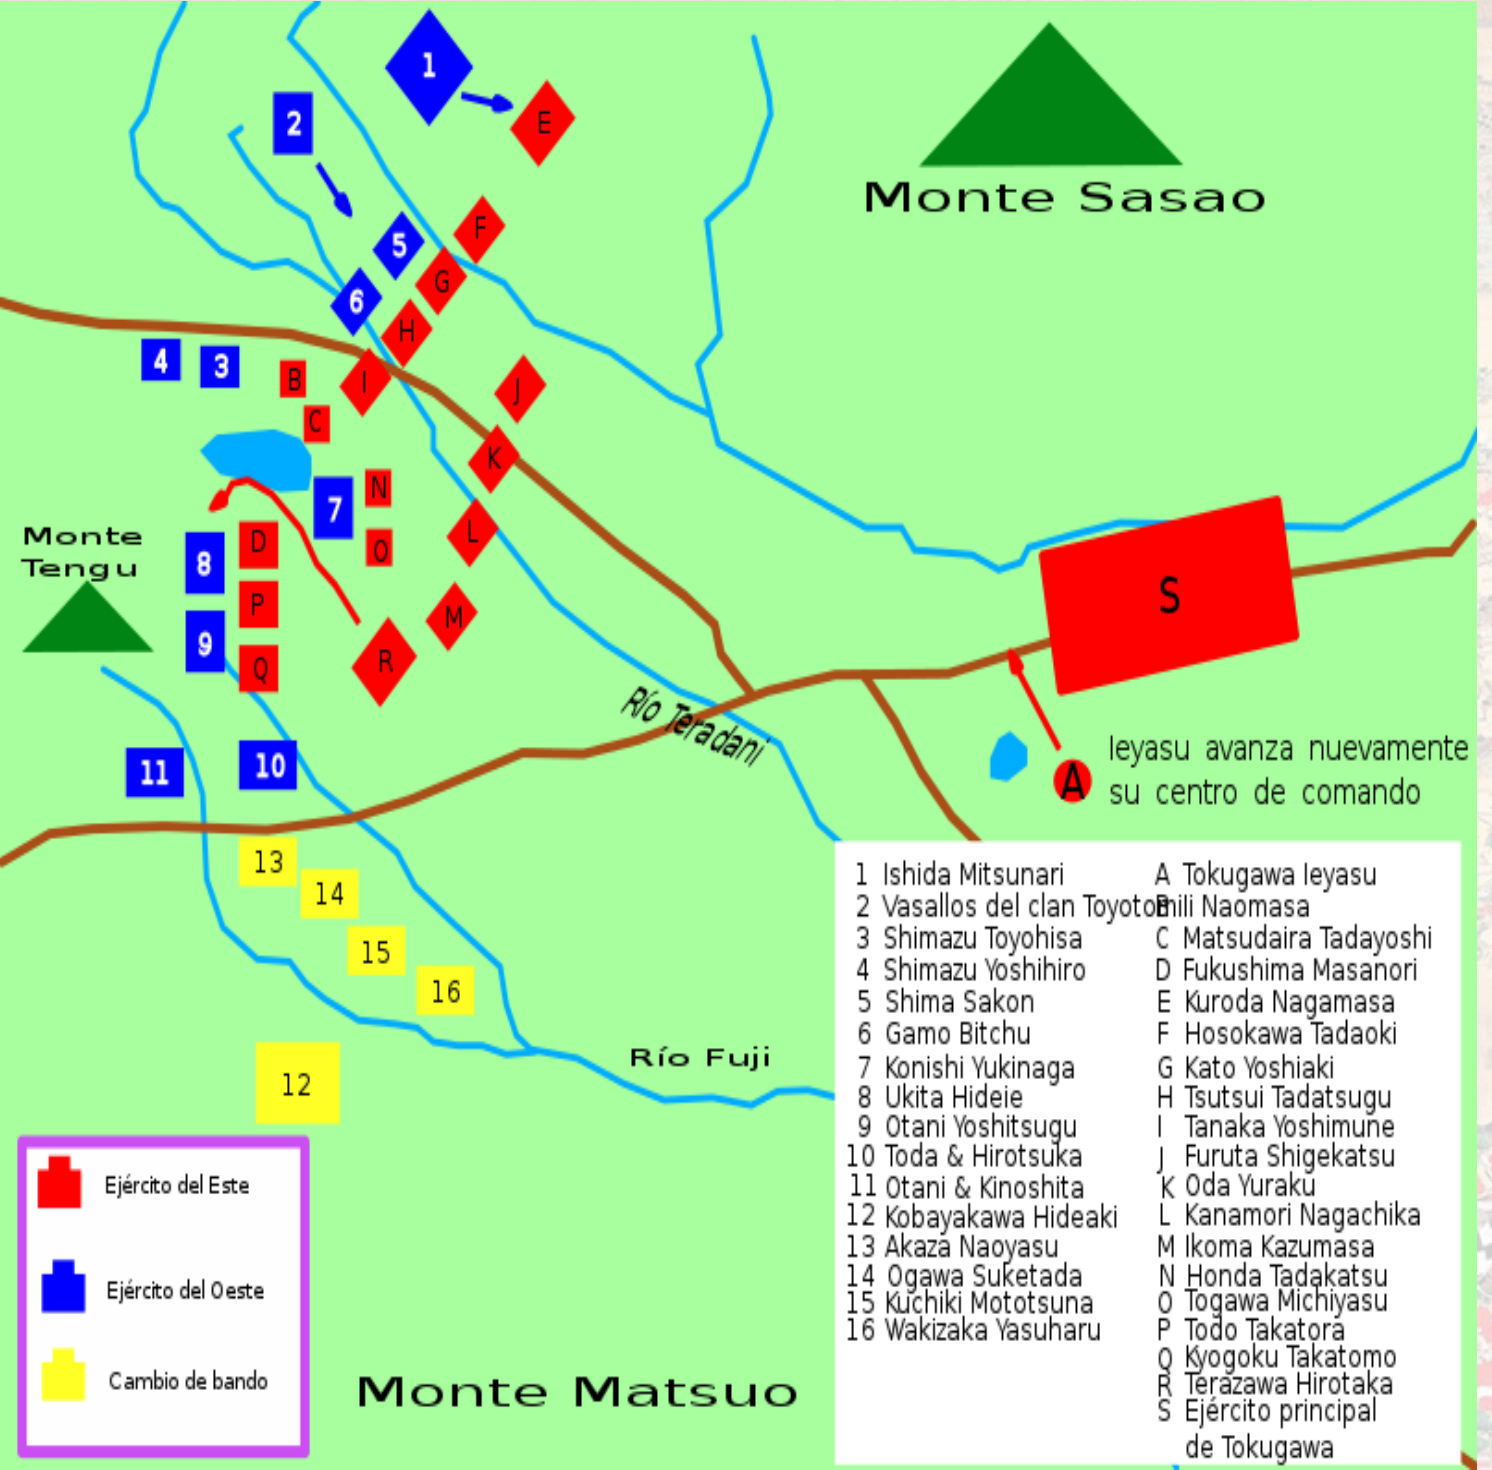 1
E
2
Monte Sasao
5
F
G
6
H
4
3
B
I
J
C
K
7
N
L
O
Monte
Tengu
8
D
S
P
M
9
Q
R
Río Teradani
11
10
A
Ieyasu avanza nuevamente
su centro de comando
13
14
15
16
Río Fuji
12
Ejército del Este
Ejército del Oeste
Cambio de bando
Monte Matsuo
1 Ishida Mitsunari
2 Vasallos del clan Toyotomi
3 Shimazu Toyohisa
4 Shimazu Yoshihiro
5 Shima Sakon
6 Gamo Bitchu
7 Konishi Yukinaga
8 Ukita Hideie
9 Otani Yoshitsugu
10 Toda & Hirotsuka
11 Otani & Kinoshita
12 Kobayakawa Hideaki
13 Akaza Naoyasu
14 Ogawa Suketada
15 Kuchiki Mototsuna
16 Wakizaka Yasuharu
A Tokugawa Ieyasu
B Ii Naomasa
C Matsudaira Tadayoshi
D Fukushima Masanori
E Kuroda Nagamasa
F Hosokawa Tadaoki
G Kato Yoshiaki
H Tsutsui Tadatsugu
I Tanaka Yoshimune
J Furuta Shigekatsu
K Oda Yuraku
L Kanamori Nagachika
M Ikoma Kazumasa
N Honda Tadakatsu
O Togawa Michiyasu
P Todo Takatora
Q Kyogoku Takatomo
R Terazawa Hirotaka
S Ejército principal
de Tokugawa